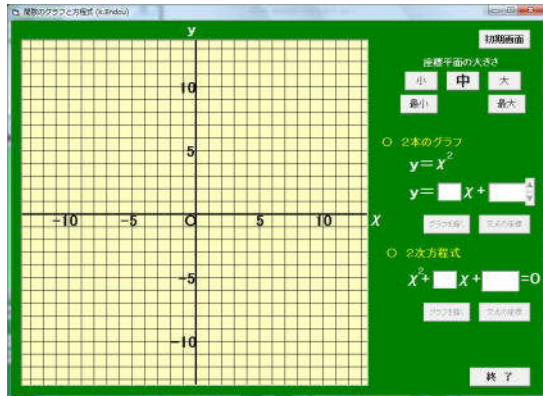 関数のグラフと方程式 (k.Endou)
初期画面
座標平面の大きさ
小 中 大
最小 最大
○ 2本のグラフ
y=x²
y= x+
グラフを描く 交点の座標
○ 2次方程式
x²+ x+ =0
グラフを描く 交点の座標
終 了
y
10
5
-10 -5 O 5 10 x
-5
-10